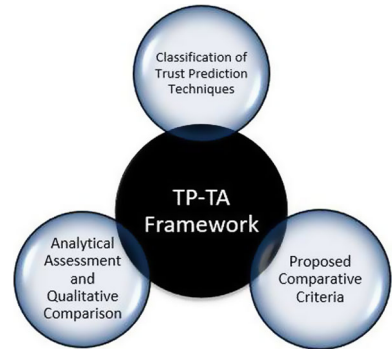 Classification of
Trust Prediction
Techniques
TP-TA
Framework
Analytical
Assessment
and
Qualitative
Comparison
Proposed
Comparative
Criteria